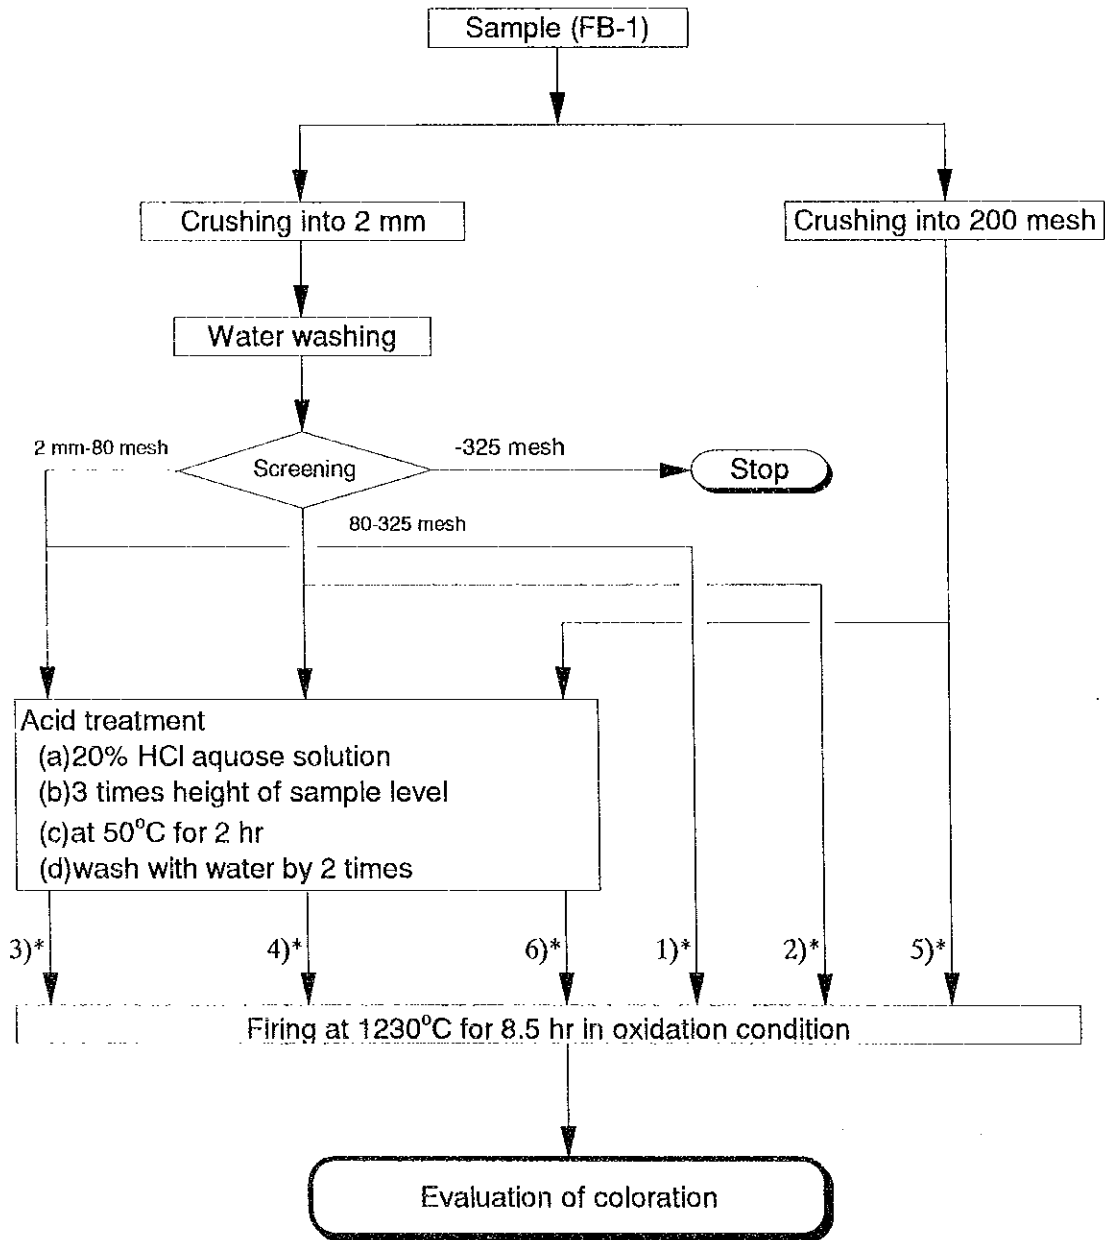 Sample (FB-1)
Crushing into 2 mm
Crushing into 200 mesh
Water washing
2 mm-80 mesh
Screening
-325 mesh
Stop
80-325 mesh
Acid treatment
(a)20% HCl aquose solution
(b)3 times height of sample level
(c)at 50°C for 2 hr
(d)wash with water by 2 times
3)*
4)*
6)*
1)*
2)*
5)*
Firing at 1230°C for 8.5 hr in oxidation condition
Evaluation of coloration